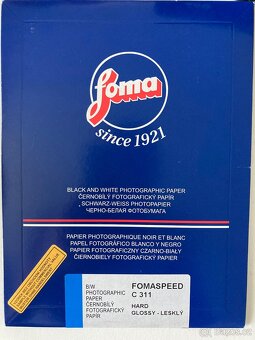 foma
since 1921
BLACK AND WHITE PHOTOGRAPHIC PAPER
ČERNOBÍLÝ FOTOGRAFICKÝ PAPÍR
SCHWARZ-WEISS PHOTOPAPIER
ЧЕРНО-БЕЛАЯ ФОТОБУМАГА
PAPIER PHOTOGRAPHIQUE NOIR ET BLANC
PAPEL FOTOGRÁFICO BLANCO Y NEGRO
PAPIER FOTOGRAFICZNY CZARNO-BIAŁY
ČIERNOBIELY FOTOGRAFICKÝ PAPIER
B/W
PHOTOGRAPHIC
PAPER
ČERNOBÍLÝ
FOTOGRAFICKÝ
PAPÍR
FOMASPEED
C 311
HARD
GLOSSY - LESKLÝ